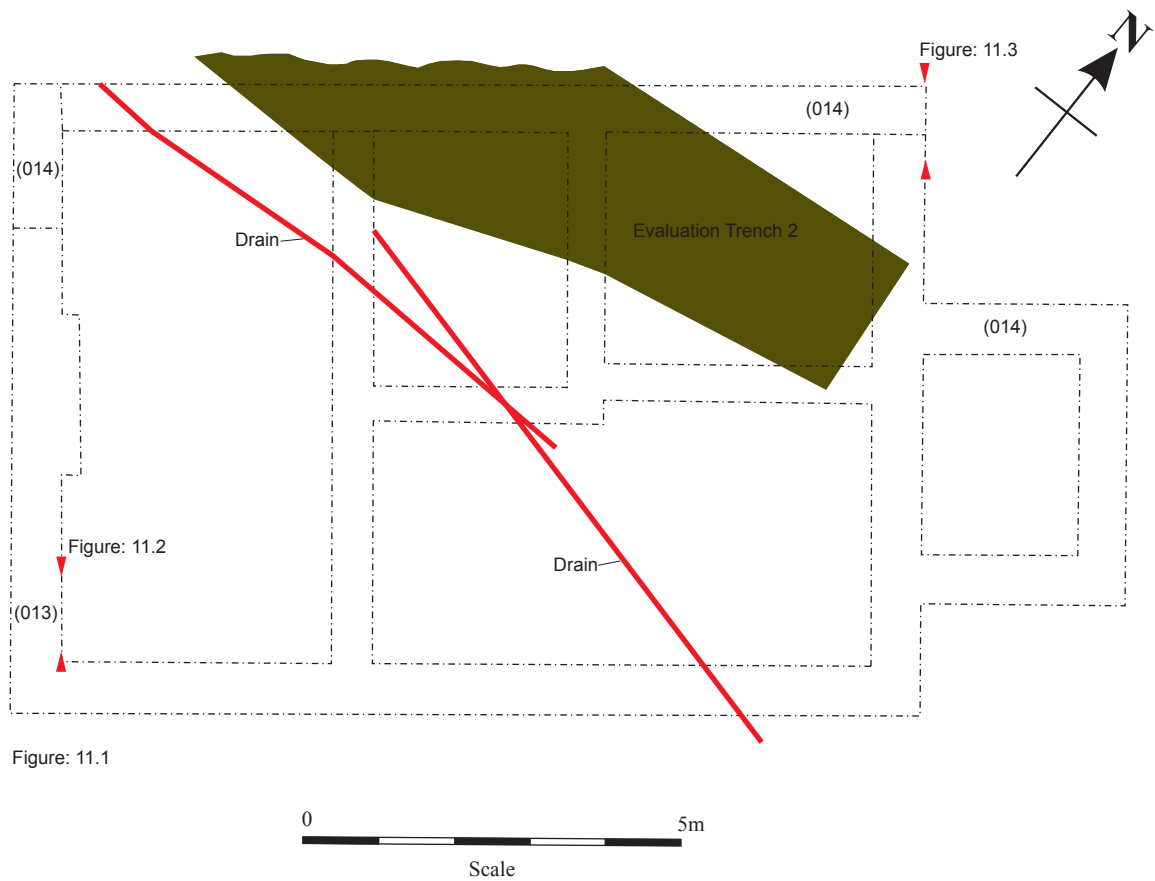 Figure: 11.3
N
(014)
(014)
Drain
Evaluation Trench 2
(014)
Figure: 11.2
Drain
(013)
Figure: 11.1
0 5m
Scale